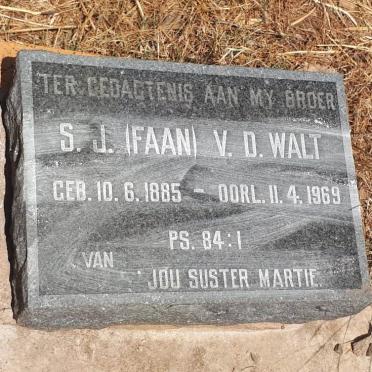 TER GEDAGTENIS AAN MY BROER
S. J. (FAAN) V. D. WALT
GEB. 10. 6. 1885 - OORL. 11. 4. 1969
PS. 84:1
VAN
JOU SUSTER MARTIE.